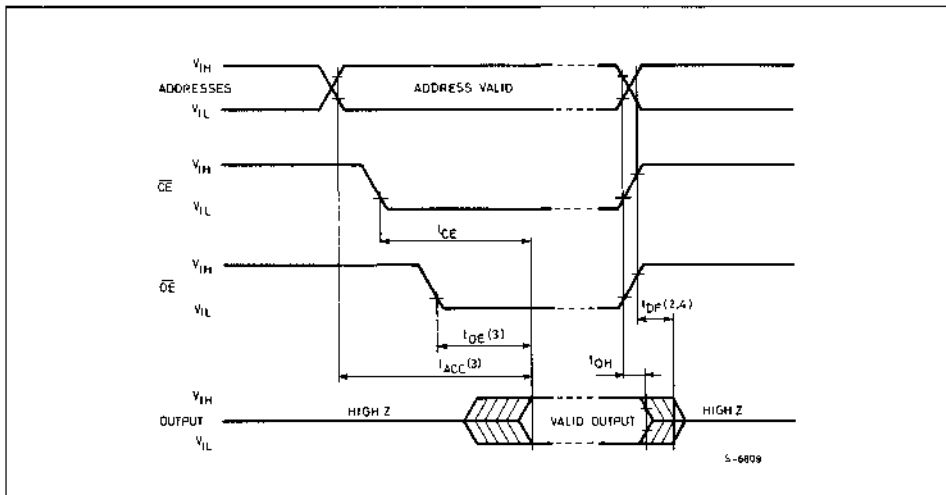 VIH
ADDRESSES
ADDRESS VALID
VIL
VIH
CE
VIL
tCE
VIH
OE
VIL
tDF(2,4)
tOE(3)
tOH
tACC(3)
VIH
OUTPUT
HIGH Z
VALID OUTPUT
HIGH Z
VIL
S-6808